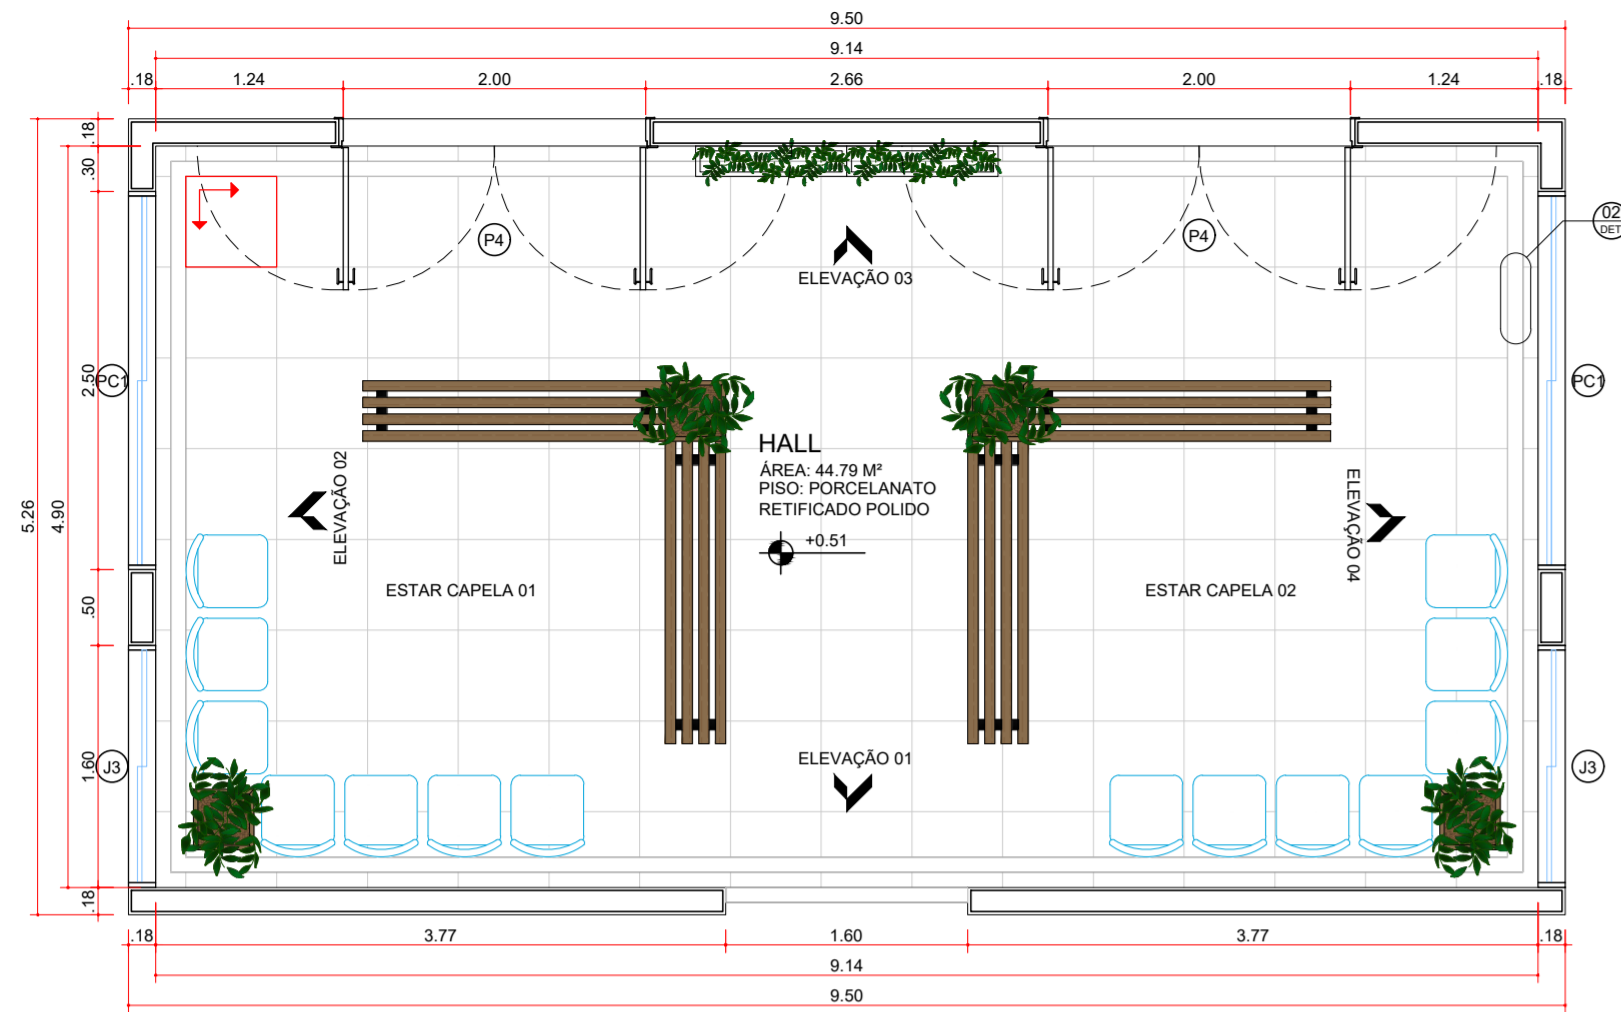 9.50
9.14
.18
1.24
2.00
2.66
2.00
1.24
.18
.18
.30
P4
P4
02
DET
ELEVAÇÃO 03
2.50
PC1
PC1
HALL
ÁREA: 44.79 M²
PISO: PORCELANATO
RETIFICADO POLIDO
+0.51
ELEVAÇÃO 02
ELEVAÇÃO 04
5.26
4.90
ESTAR CAPELA 01
ESTAR CAPELA 02
.50
ELEVAÇÃO 01
1.60
J3
J3
.18
.18
3.77
1.60
3.77
.18
9.14
9.50